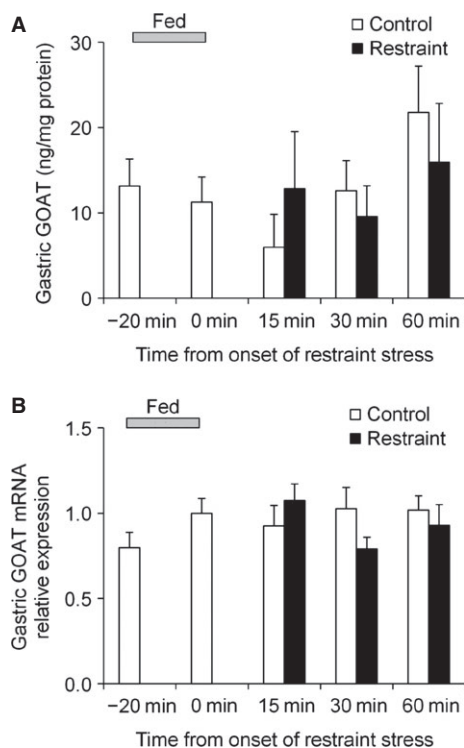 A
Fed
Control
Restraint
Gastric GOAT (ng/mg protein)
30
20
10
0
−20 min 0 min 15 min 30 min 60 min
Time from onset of restraint stress
B
Fed
Control
Restraint
Gastric GOAT mRNA
relative expression
1.5
1.0
0.5
0.0
−20 min 0 min 15 min 30 min 60 min
Time from onset of restraint stress